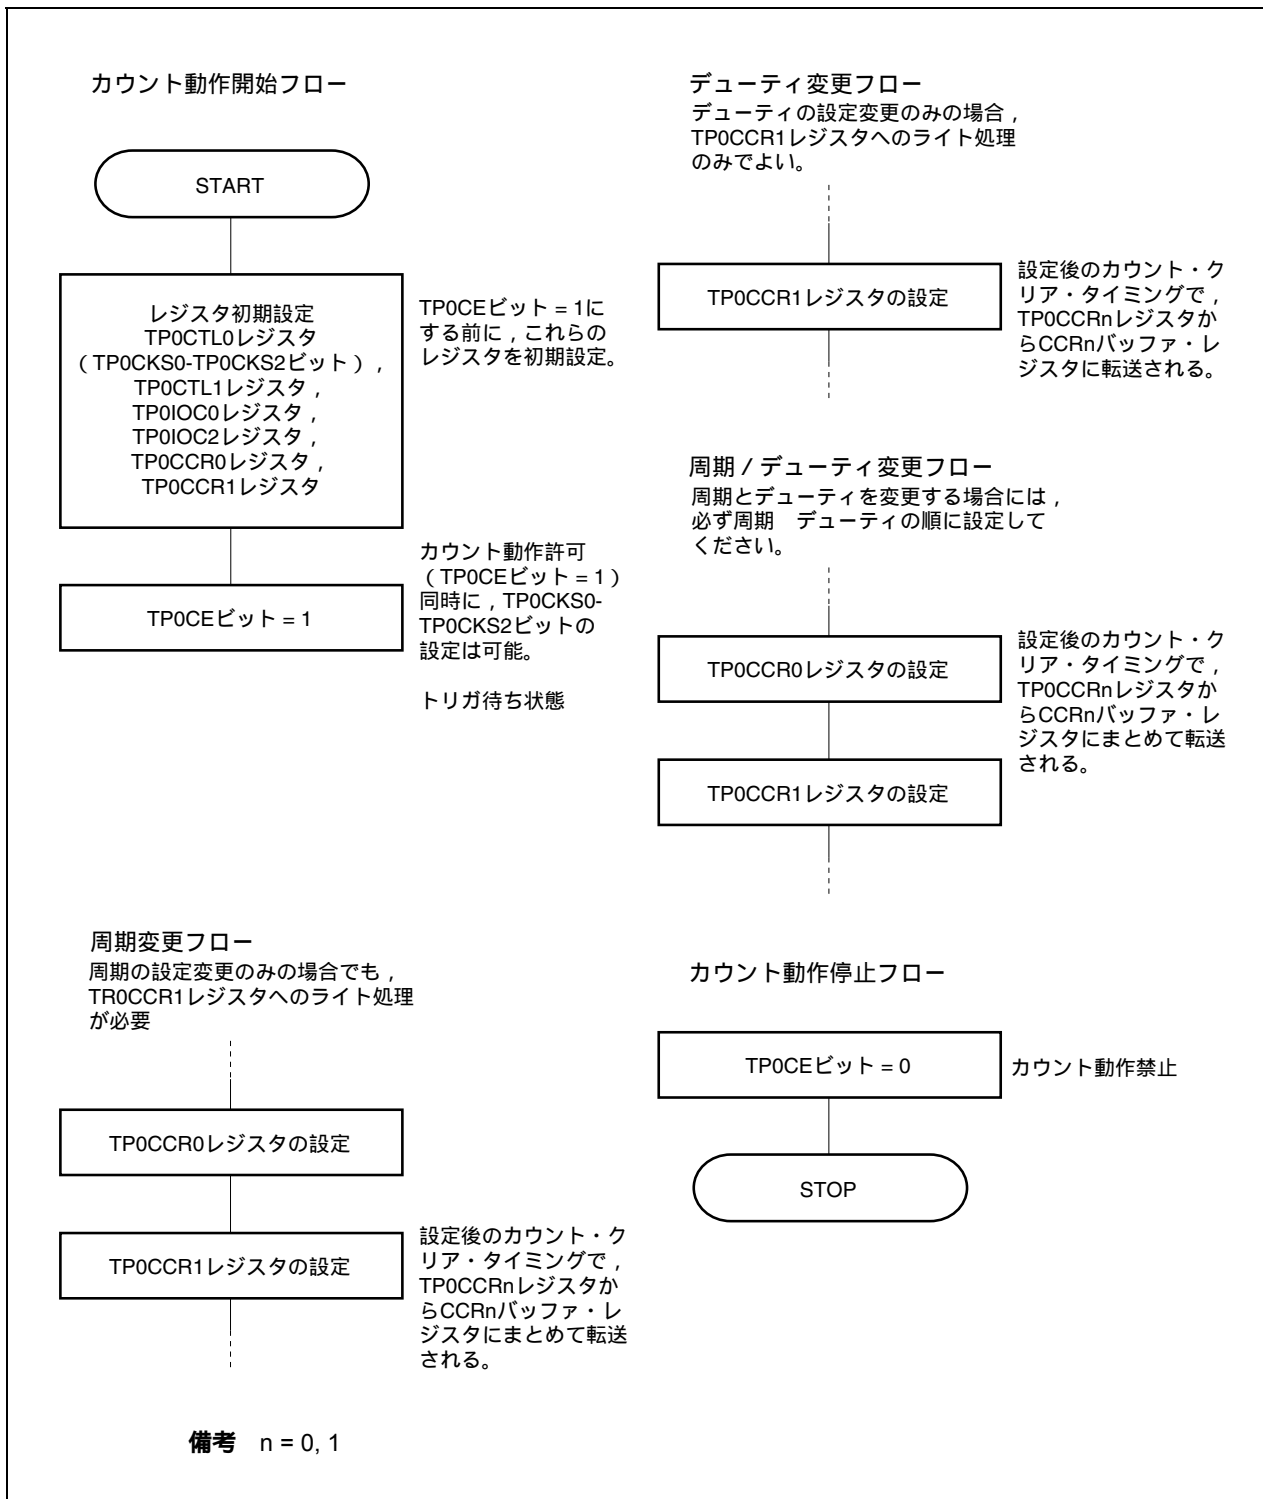 カウント動作開始フロー
START
レジスタ初期設定
TP0CTL0レジスタ
（TP0CKS0-TP0CKS2ビット），
TP0CTL1レジスタ，
TP0IOC0レジスタ，
TP0IOC2レジスタ，
TP0CCR0レジスタ，
TP0CCR1レジスタ
TP0CEビット = 1に
する前に，これらの
レジスタを初期設定。
TP0CEビット = 1
カウント動作許可
（TP0CEビット = 1）
同時に，TP0CKS0-
TP0CKS2ビットの
設定は可能。
トリガ待ち状態
周期変更フロー
周期の設定変更のみの場合でも，
TR0CCR1レジスタへのライト処理
が必要
TP0CCR0レジスタの設定
TP0CCR1レジスタの設定
設定後のカウント・ク
リア・タイミングで，
TP0CCRnレジスタか
らCCRnバッファ・レ
ジスタにまとめて転送
される。
デューティ変更フロー
デューティの設定変更のみの場合，
TP0CCR1レジスタへのライト処理
のみでよい。
TP0CCR1レジスタの設定
設定後のカウント・ク
リア・タイミングで，
TP0CCRnレジスタか
らCCRnバッファ・レ
ジスタに転送される。
周期／デューティ変更フロー
周期とデューティを変更する場合には，
必ず周期　デューティの順に設定して
ください。
TP0CCR0レジスタの設定
設定後のカウント・ク
リア・タイミングで，
TP0CCRnレジスタか
らCCRnバッファ・レ
ジスタにまとめて転送
される。
TP0CCR1レジスタの設定
カウント動作停止フロー
TP0CEビット = 0
カウント動作禁止
STOP
備考　n = 0, 1